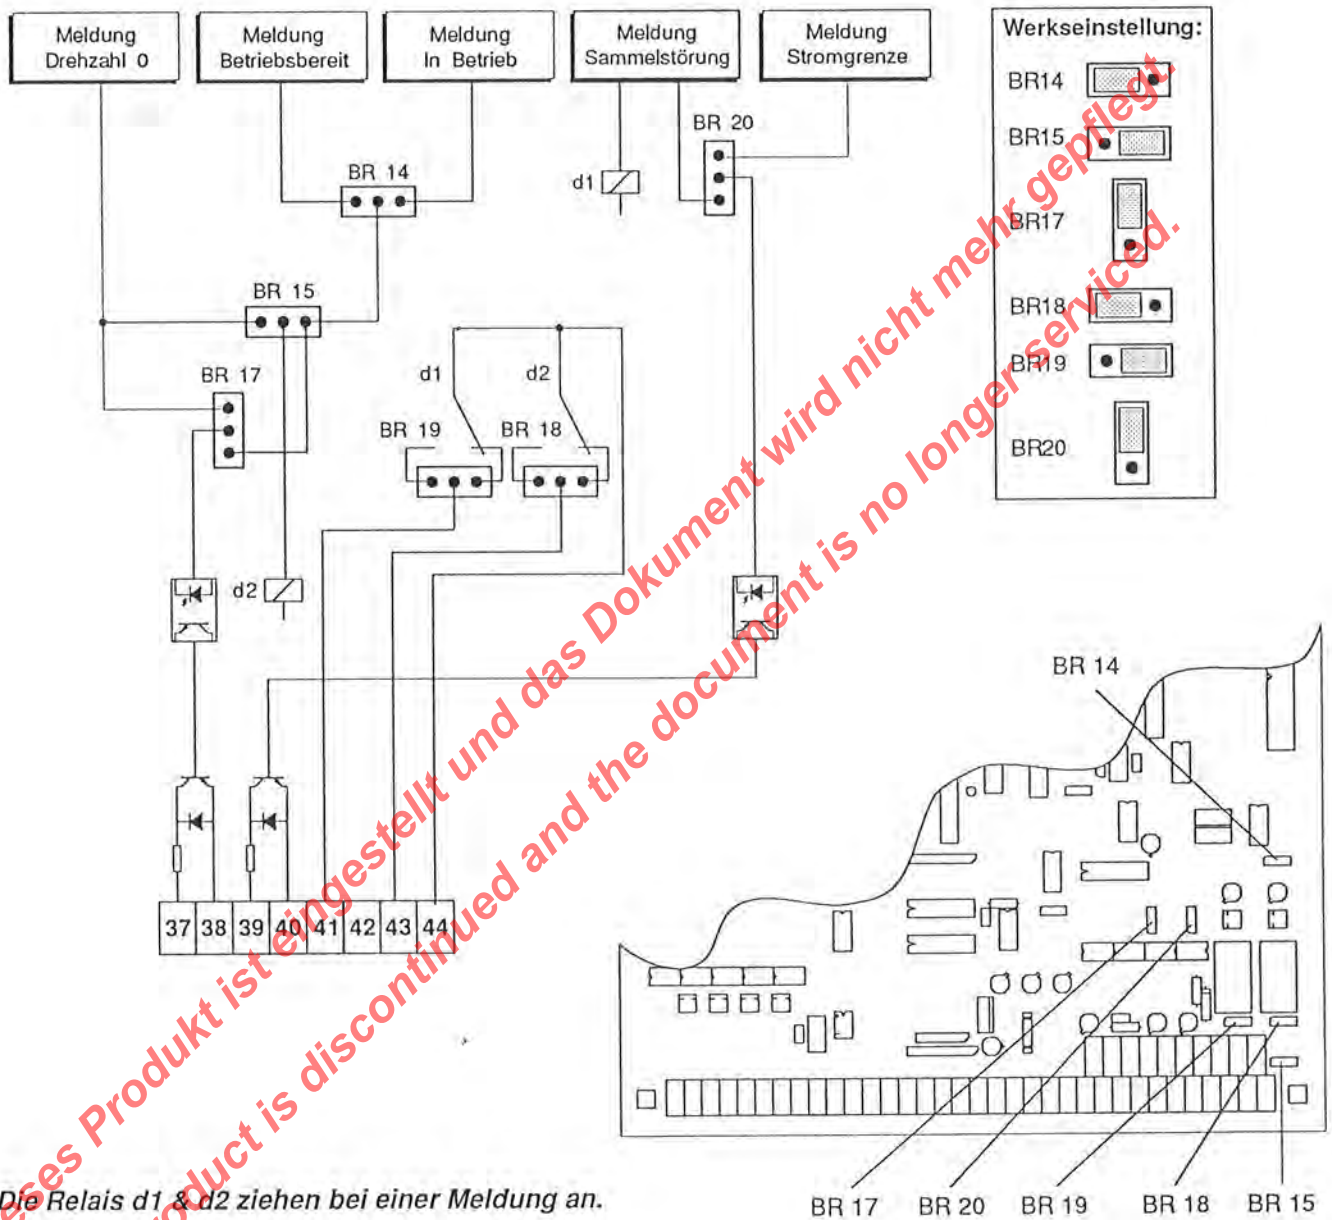 Meldung
Drehzahl 0
Meldung
Betriebsbereit
Meldung
In Betrieb
Meldung
Sammelstörung
Meldung
Stromgrenze
Werkseinstellung:
BR14
BR15
BR17
BR18
BR19
BR20
BR 20
BR 14
d1
BR 15
BR 17
d1
d2
BR 19
BR 18
d2
37 38 39 40 41 42 43 44
BR 14
BR 17
BR 20
BR 19
BR 18
BR 15
Die Relais d1 & d2 ziehen bei einer Meldung an.
eses Produkt ist eingestellt und das Dokument wird nicht mehr gepflegt.
roduct is discontinued and the document is no longer serviced.